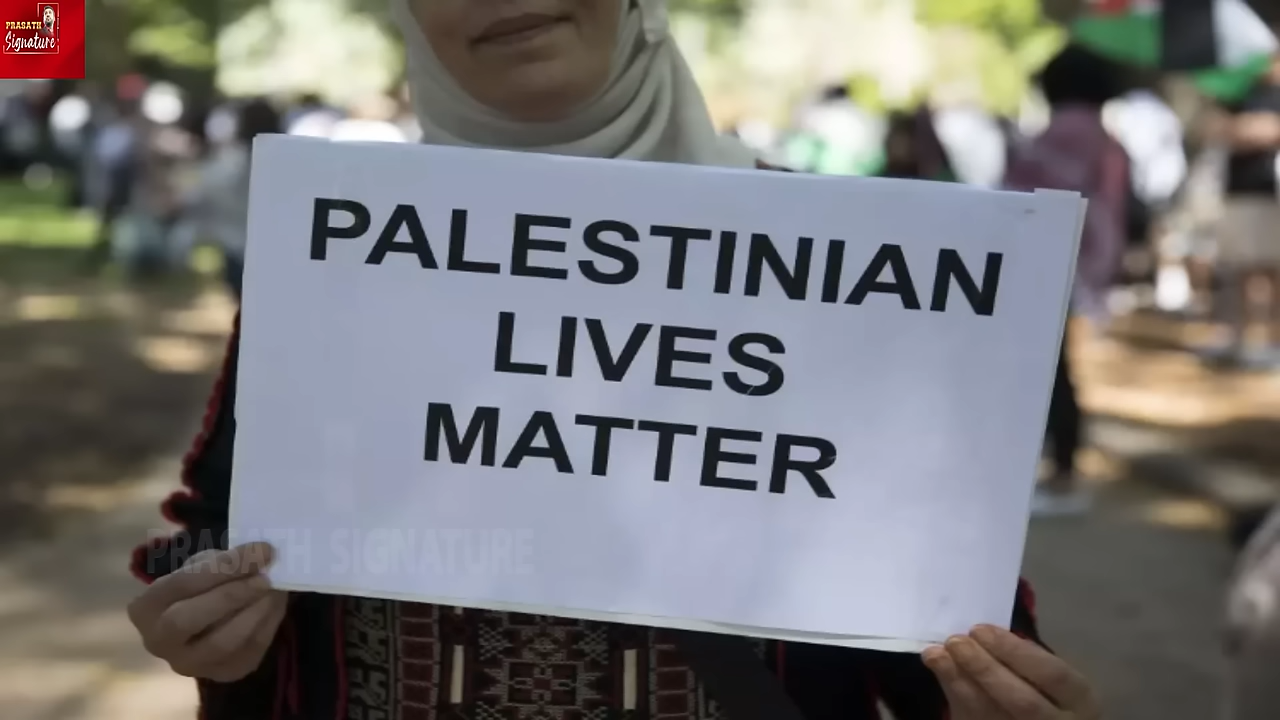 PRASATH
Signature
PALESTINIAN
LIVES
MATTER
PRASATH SIGNATURE